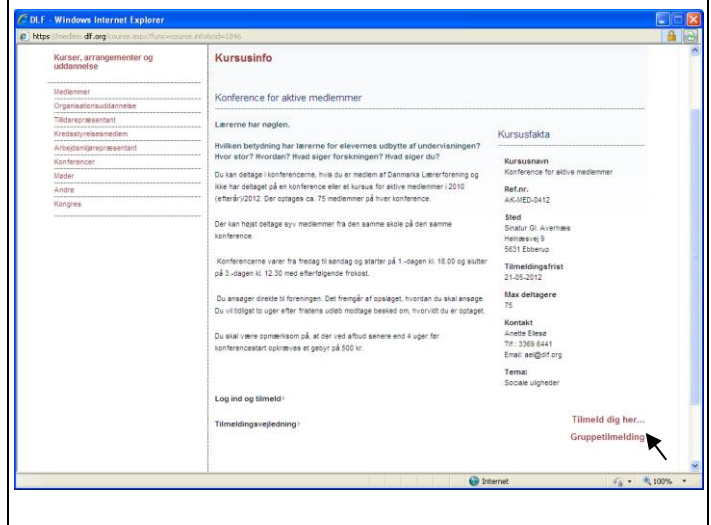 DLF - Windows Internet Explorer
https://medlem.dlf.org/course.aspx?func=course.info&cid=1846
Kurser, arrangementer og
uddannelse
Medlemmer
Organisationsuddannelse
Tillidsrepræsentant
Kredsstyrelsesmedlem
Arbejdsmiljørepræsentant
Konferencer
Møder
Andre
Kongres
Kursusinfo
Konference for aktive medlemmer
Lærerne har nøglen.
Hvilken betydning har lærerne for elevernes udbytte af undervisningen?
Hvor stor? Hvordan? Hvad siger forskningen? Hvad siger du?
Du kan deltage i konferencerne, hvis du er medlem af Danmarks Lærerforening og
ikke har deltaget på en konference eller et kursus for aktive medlemmer i 2010
(efterår)/2012. Der optages ca. 75 medlemmer på hver konference.
Der kan højst deltage syv medlemmer fra den samme skole på den samme
konference.
Konferencerne varer fra fredag til søndag og starter på 1.-dagen kl. 18.00 og slutter
på 3.-dagen kl. 12.30 med efterfølgende frokost.
Du ansøger direkte til foreningen. Det fremgår af opslaget, hvordan du skal ansøge.
Du vil tidligst to uger efter fristens udløb modtage besked om, hvorvidt du er optaget.
Du skal være opmærksom på, at der ved afbud senere end 4 uger før
konferencestart opkræves et gebyr på 500 kr.
Log ind og tilmeld›
Tilmeldingsvejledning›
Kursusfakta
Kursusnavn
Konference for aktive medlemmer
Ref.nr.
AK-MED-0412
Sted
Sinatur Gl. Avernæs
Helnæsvej 9
5631 Ebberup
Tilmeldingsfrist
21-05-2012
Max deltagere
75
Kontakt
Anette Ellesø
Tlf.: 3369 6441
Email: ael@dlf.org
Tema:
Sociale uligheder
Tilmeld dig her...
Gruppetilmelding
Internet
100%